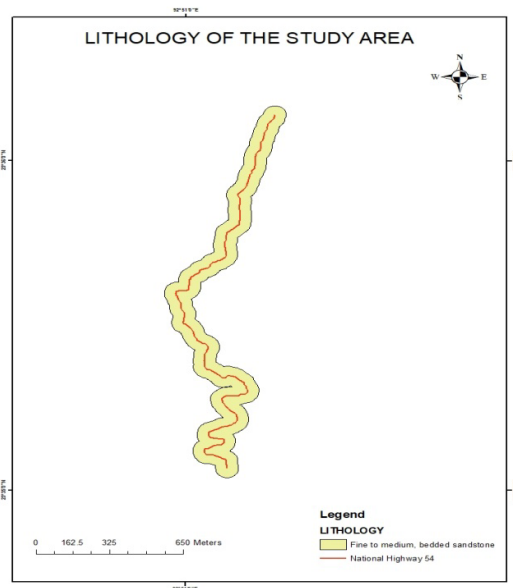 LITHOLOGY OF THE STUDY AREA
N
W E
S
Legend
LITHOLOGY
Fine to medium, bedded sandstone
National Highway 54
0 162.5 325 650 Meters